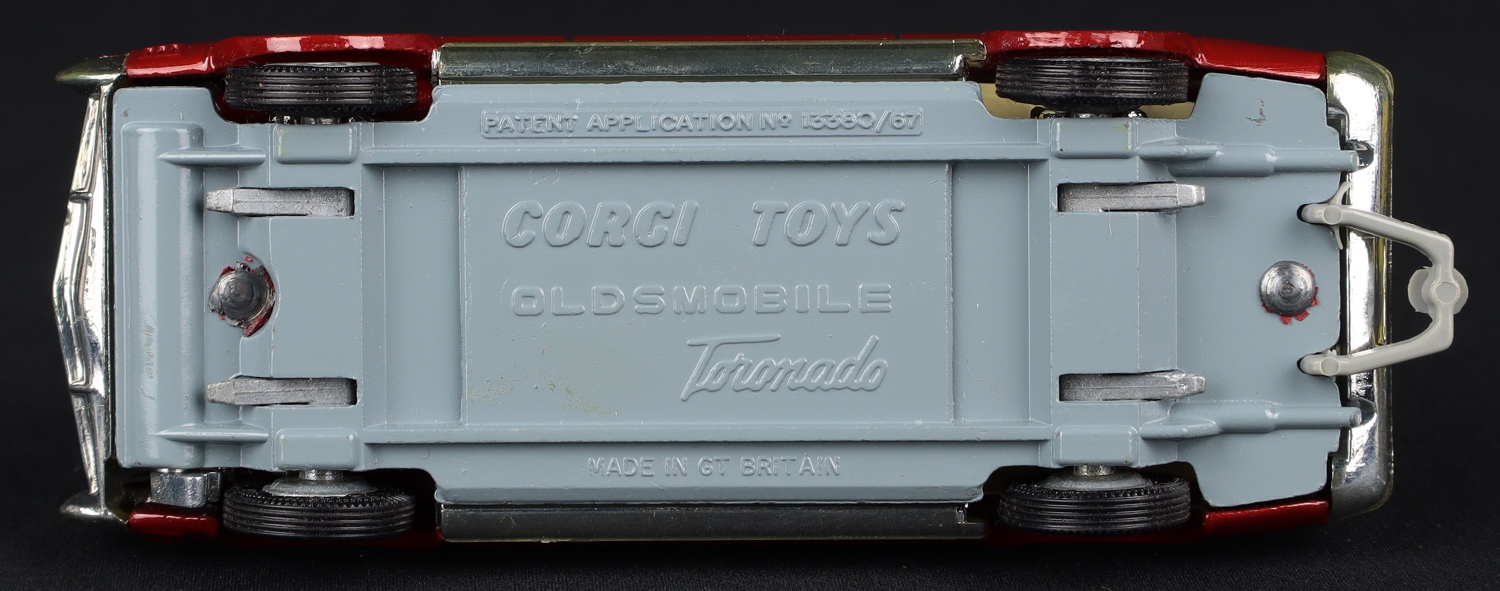 PATENT APPLICATION Nº 13380/67
CORGI TOYS
OLDSMOBILE
Toronado
MADE IN GT BRITAIN